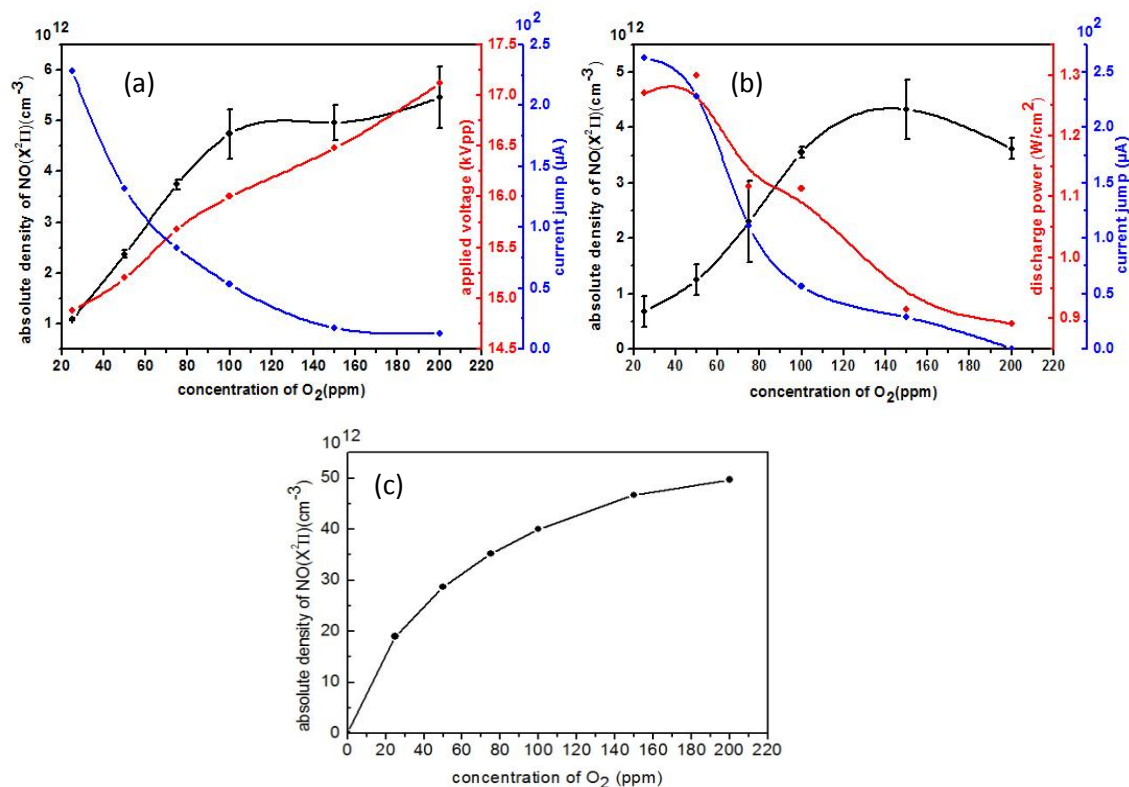 (a)
10^12
absolute density of NO(X²Π)(cm⁻³)
6
5
4
3
2
1
20 40 60 80 100 120 140 160 180 200 220
concentration of O₂(ppm)
17.5
17.0
16.5
16.0
15.5
15.0
14.5
applied voltage (kVpp)
10^2
2.5
2.0
1.5
1.0
0.5
0.0
current jump (μA)
(b)
10^12
absolute density of NO(X²Π)(cm⁻³)
5
4
3
2
1
0
20 40 60 80 100 120 140 160 180 200 220
concentration of O₂(ppm)
1.3
1.2
1.1
1.0
0.9
discharge power (W/cm²)
10^2
2.5
2.0
1.5
1.0
0.5
0.0
current jump (μA)
(c)
10^12
absolute density of NO(X²Π)(cm⁻³)
50
40
30
20
10
0
0 20 40 60 80 100 120 140 160 180 200 220
concentration of O₂ (ppm)